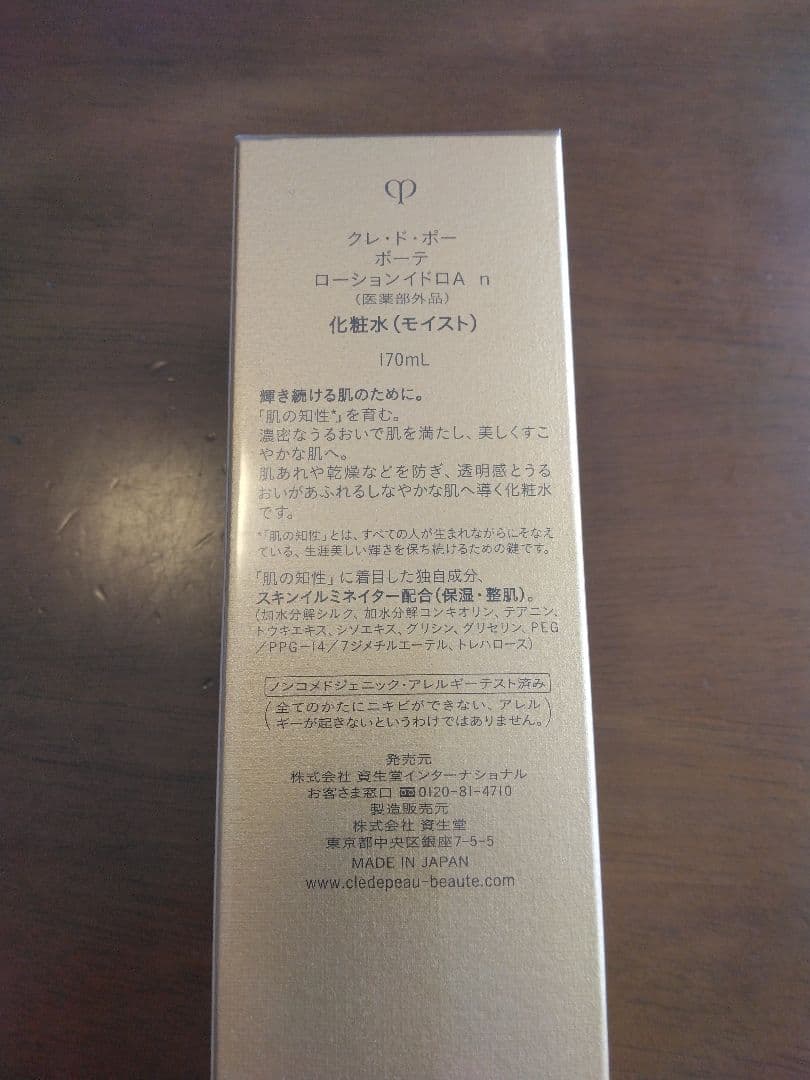 クレ・ド・ポー
ボーテ
ローションイドロA n
(医薬部外品)
化粧水(モイスト)
170mL
輝き続ける肌のために。
「肌の知性*」を育む。
濃密なうるおいで肌を満たし、美しくすこ
やかな肌へ。
肌あれや乾燥などを防ぎ、透明感とうる
おいがあふれるしなやかな肌へ導く化粧水
です。
*「肌の知性」とは、すべての人が生まれながらにそなえ
ている、生涯美しい輝きを保ち続けるための鍵です。
「肌の知性」に着目した独自成分、
スキンイルミネイター配合(保湿・整肌)。
(加水分解シルク、加水分解コンキオリン、テアニン、
トウキエキス、シソエキス、グリシン、グリセリン、PEG
/PPG-14/7ジメチルエーテル、トレハロース)
ノンコメドジェニック・アレルギーテスト済み
(全てのかたにニキビができない、アレル
ギーが起きないというわけではありません。)
発売元
株式会社 資生堂インターナショナル
お客さま窓口 0120-81-4710
製造販売元
株式会社 資生堂
東京都中央区銀座7-5-5
MADE IN JAPAN
www.cledepeau-beaute.com